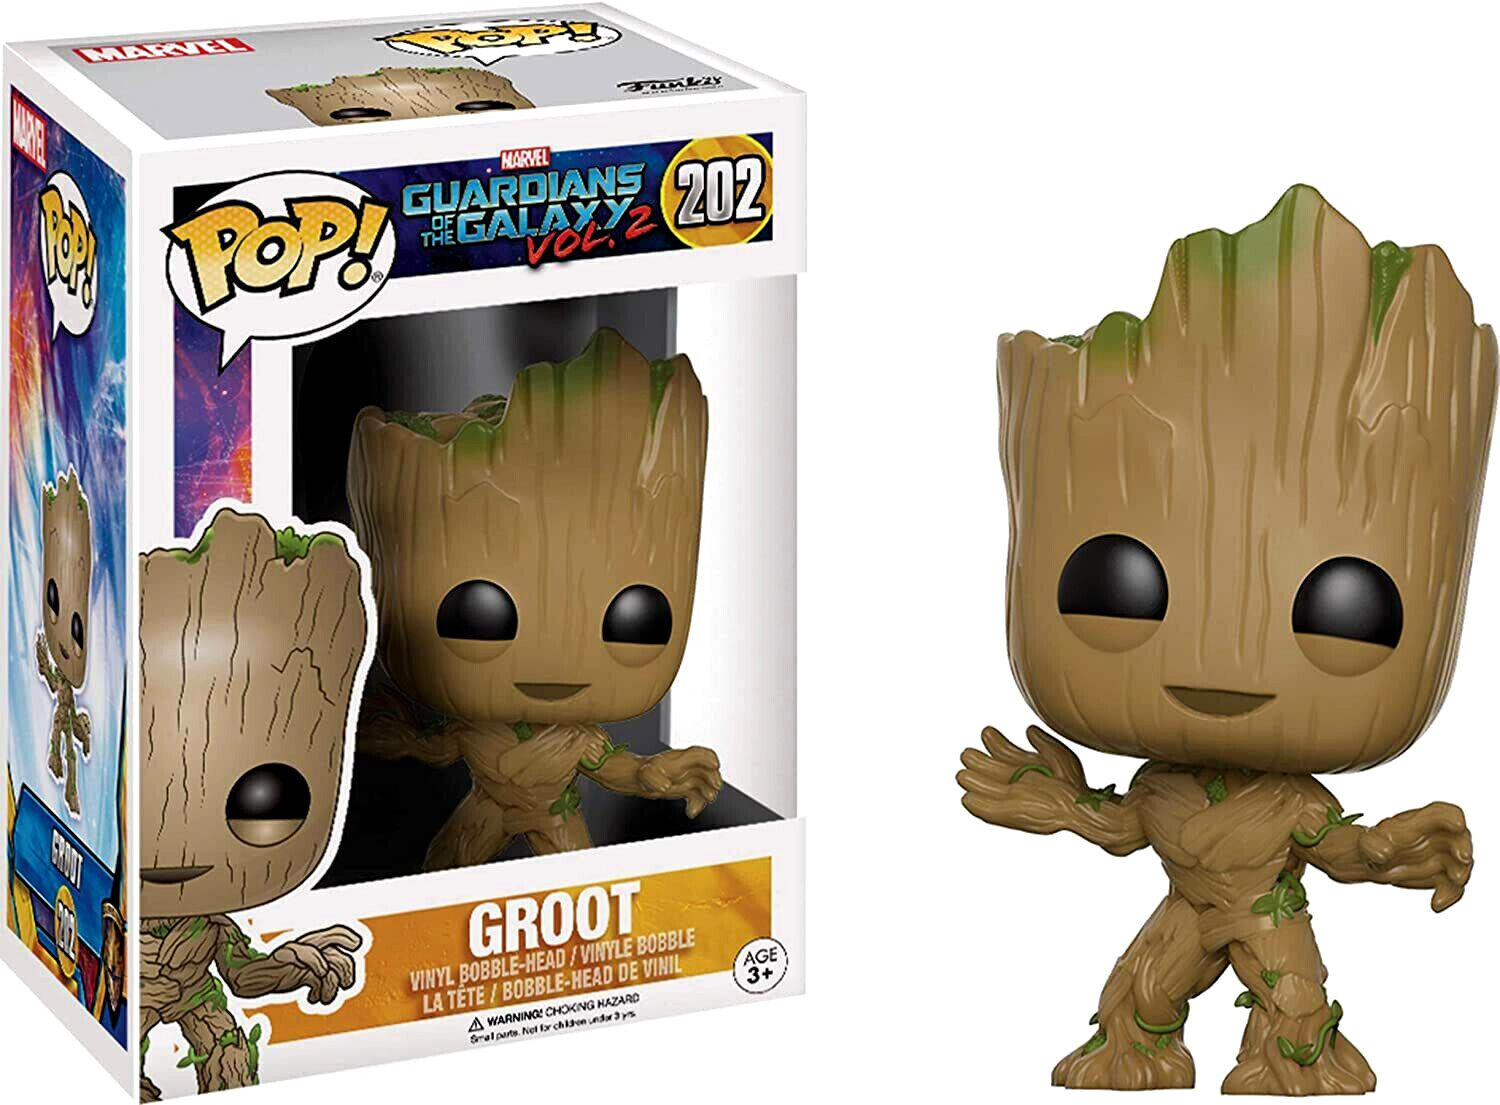 MARVEL
POP!
Funko
MARVEL
POP!
GROOT
202
POP!®
MARVEL
GUARDIANS
OF THE GALAXY
VOL. 2
202
GROOT
VINYL BOBBLE-HEAD / VINYLE BOBBLE
LA TÊTE / BOBBLE-HEAD DE VINIL
AGE
3+
⚠ WARNING! CHOKING HAZARD
Small parts. Not for children under 3 yrs.